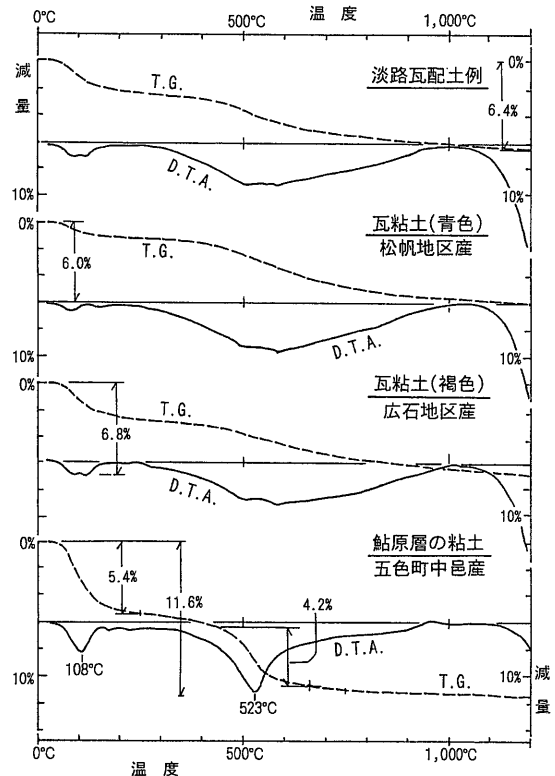 温 度
0°C 500°C 1,000°C
減量
0% T.G. 淡路瓦配土例 0%
6.4%
D.T.A.
10% 10%
0% 瓦粘土(青色)
T.G. 松帆地区産
6.0%
D.T.A.
10% 10%
0% 瓦粘土(褐色)
T.G. 広石地区産
6.8%
D.T.A.
10%
0% 鮎原層の粘土
五色町中邑産
5.4%
11.6% 4.2%
D.T.A.
108°C
10% 10%
523°C T.G. 減量
0°C 500°C 1,000°C
温 度